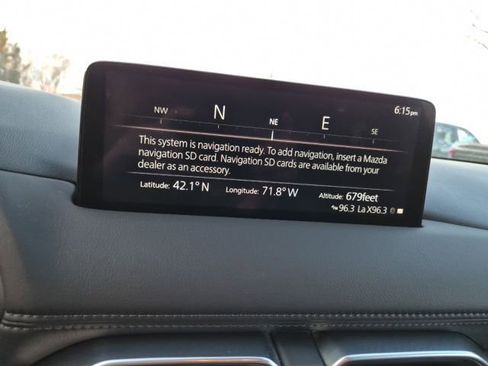 6:15pm
NW N NE E SE
This system is navigation ready. To add navigation, insert a Mazda
navigation SD card. Navigation SD cards are available from your
dealer as an accessory.
Latitude: 42.1° N Longitude: 71.8° W Altitude: 679feet
96.3 La X96.3